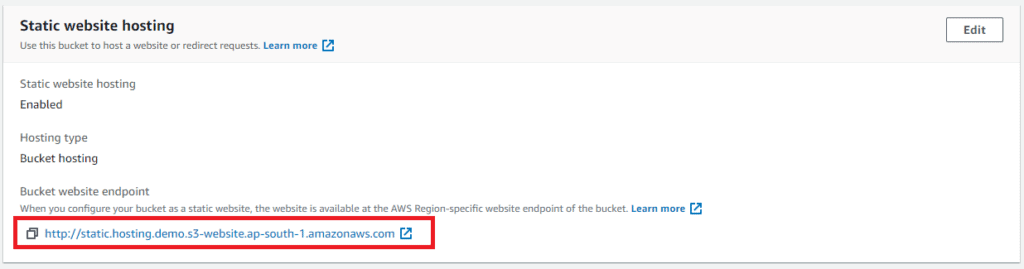 Static website hosting
Edit
Use this bucket to host a website or redirect requests. Learn more
Static website hosting
Enabled
Hosting type
Bucket hosting
Bucket website endpoint
When you configure your bucket as a static website, the website is available at the AWS Region-specific website endpoint of the bucket. Learn more
http://static.hosting.demo.s3-website.ap-south-1.amazonaws.com